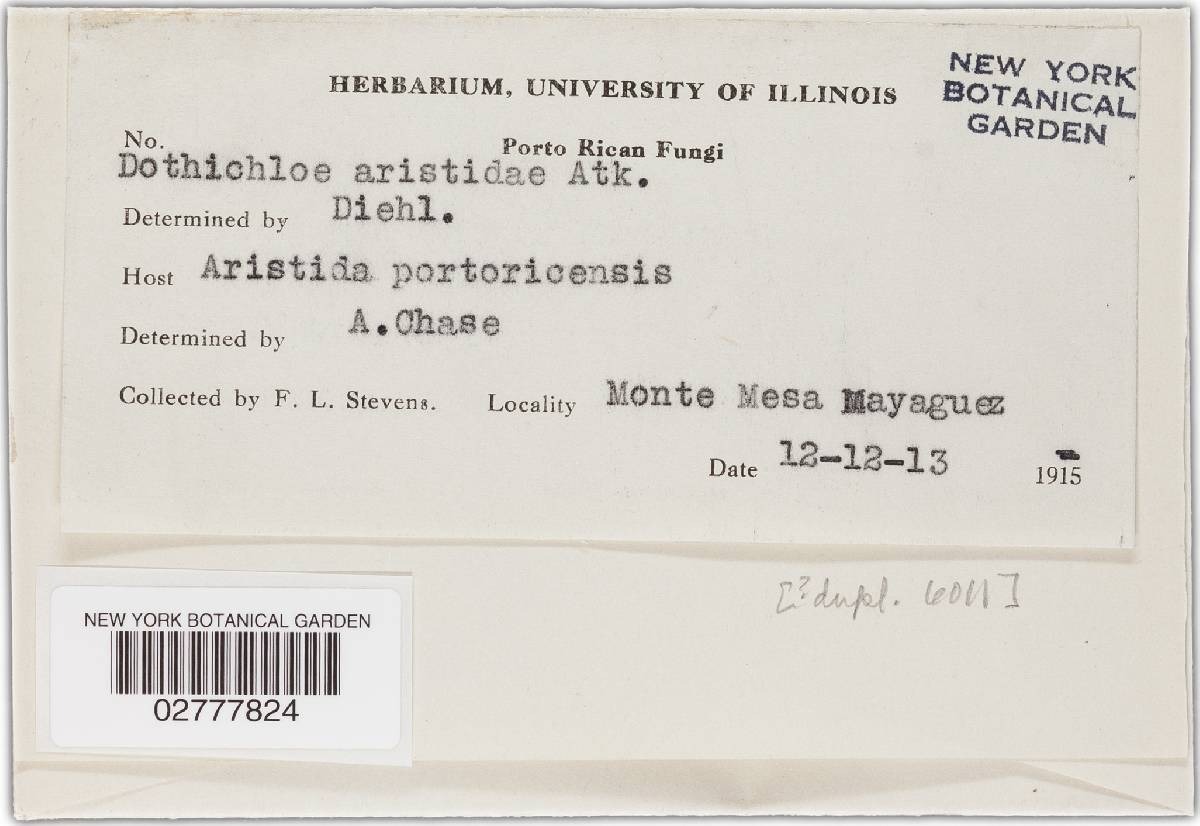 HERBARIUM, UNIVERSITY OF ILLINOIS
NEW YORK
BOTANICAL
GARDEN
No.
Porto Rican Fungi
Dothichloe aristidae Atk.
Determined by Diehl.
Host Aristida portoricensis
Determined by A.Chase
Collected by F. L. Stevens. Locality Monte Mesa Mayaguez
Date 12-12-13 1915
[? dupl. 6011]
NEW YORK BOTANICAL GARDEN
02777824